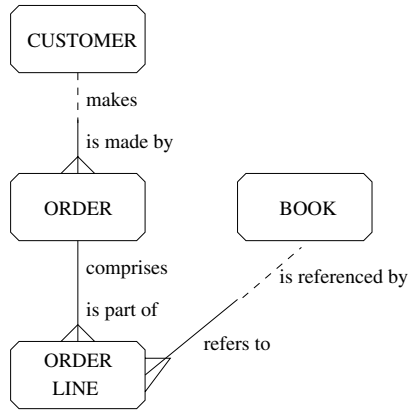 CUSTOMER
makes
is made by
ORDER
BOOK
comprises
is referenced by
is part of
refers to
ORDER
LINE